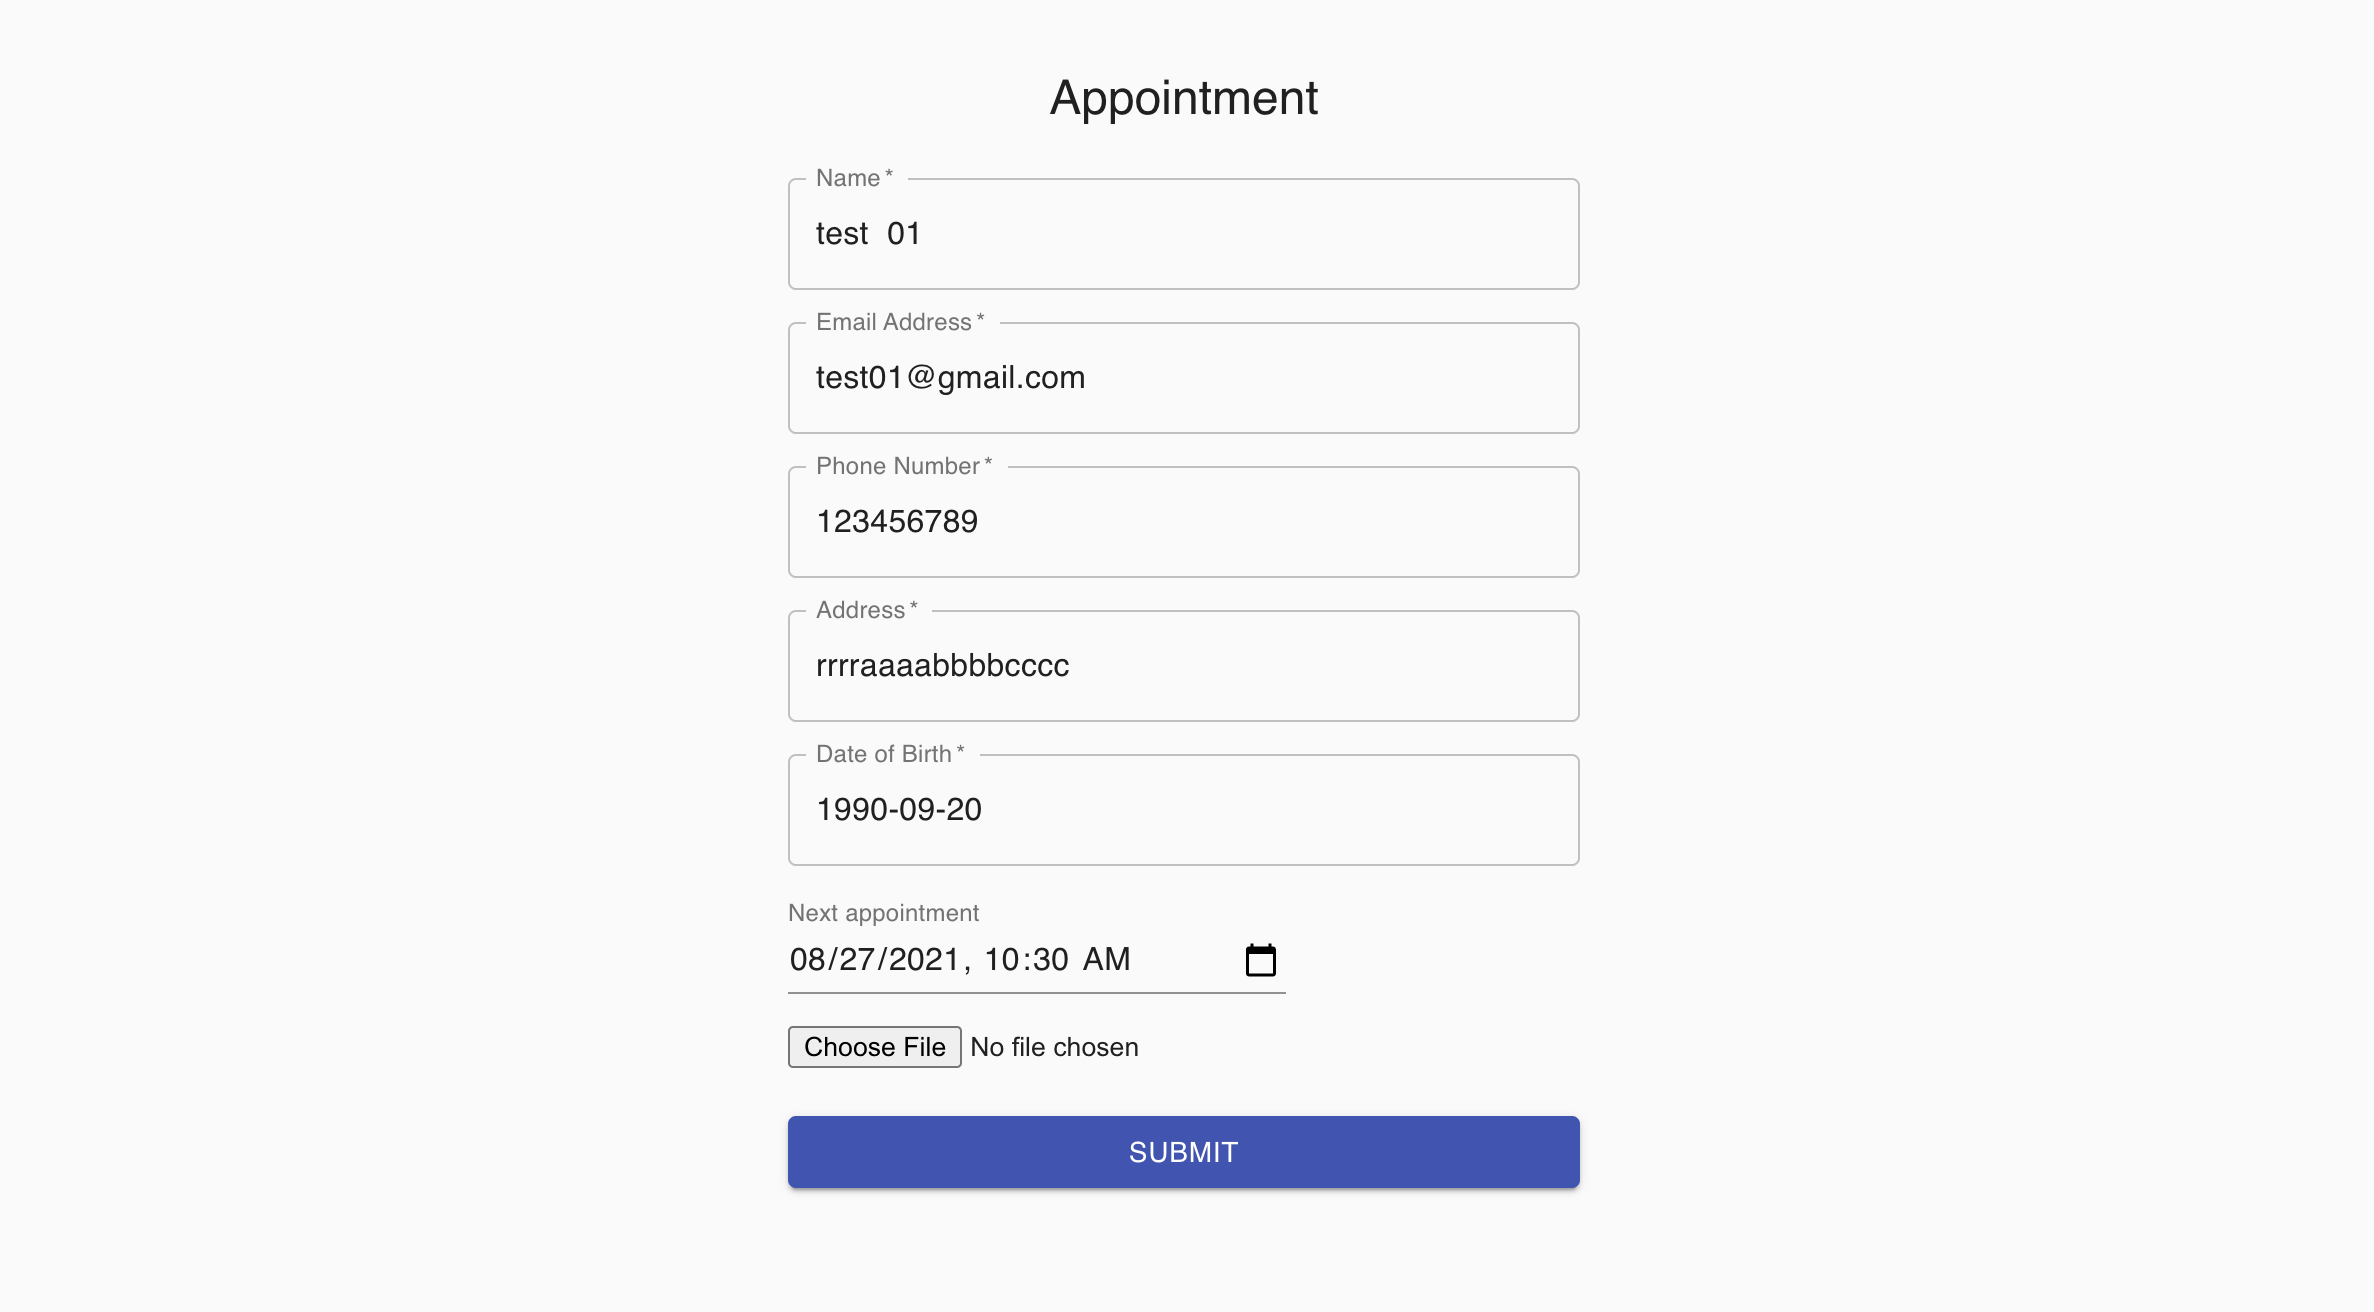 Appointment
Name *
test  01
Email Address *
test01@gmail.com
Phone Number *
123456789
Address *
rrrraaaabbbbcccc
Date of Birth *
1990-09-20
Next appointment
08/27/2021, 10:30 AM
Choose File No file chosen
SUBMIT